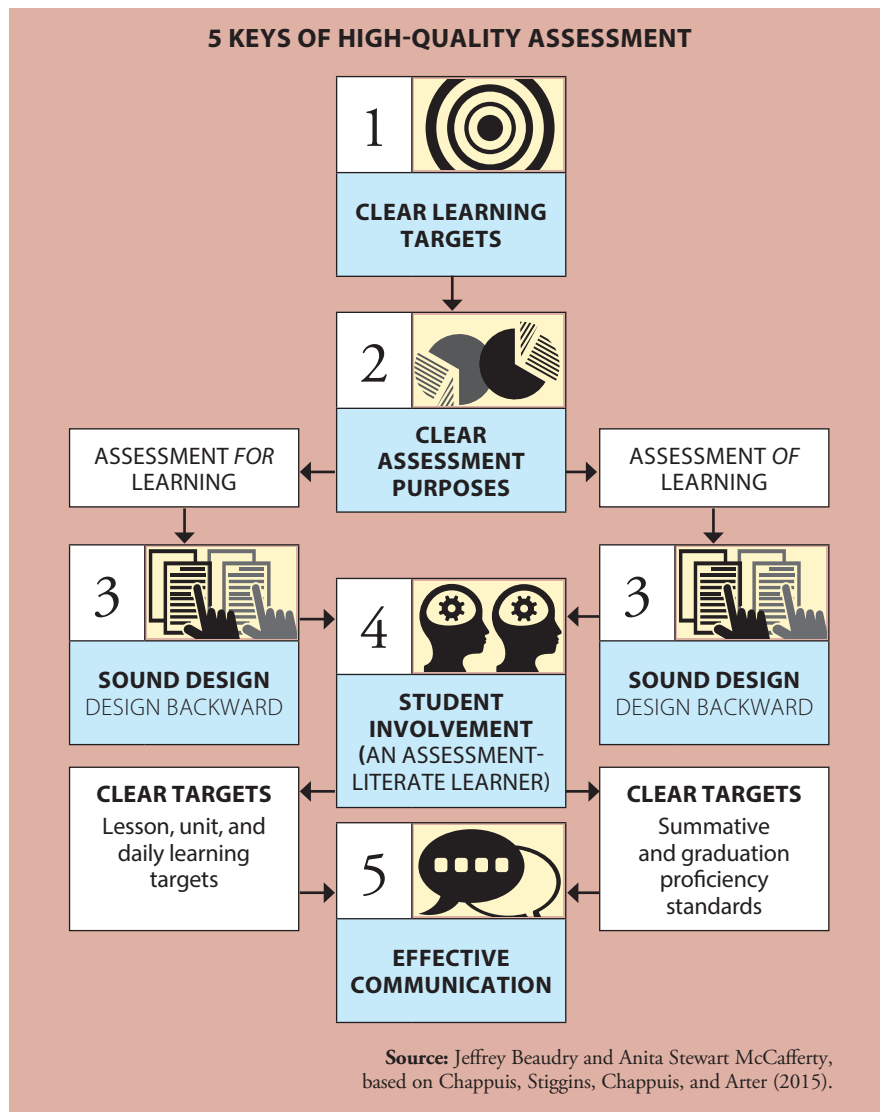 5 KEYS OF HIGH-QUALITY ASSESSMENT
1
CLEAR LEARNING
TARGETS
2
CLEAR
ASSESSMENT
PURPOSES
ASSESSMENT FOR
LEARNING
ASSESSMENT OF
LEARNING
3
SOUND DESIGN
DESIGN BACKWARD
4
STUDENT
INVOLVEMENT
(AN ASSESSMENT-
LITERATE LEARNER)
3
SOUND DESIGN
DESIGN BACKWARD
CLEAR TARGETS
Lesson, unit, and
daily learning
targets
CLEAR TARGETS
Summative
and graduation
proficiency
standards
5
EFFECTIVE
COMMUNICATION
Source: Jeffrey Beaudry and Anita Stewart McCafferty,
based on Chappuis, Stiggins, Chappuis, and Arter (2015).